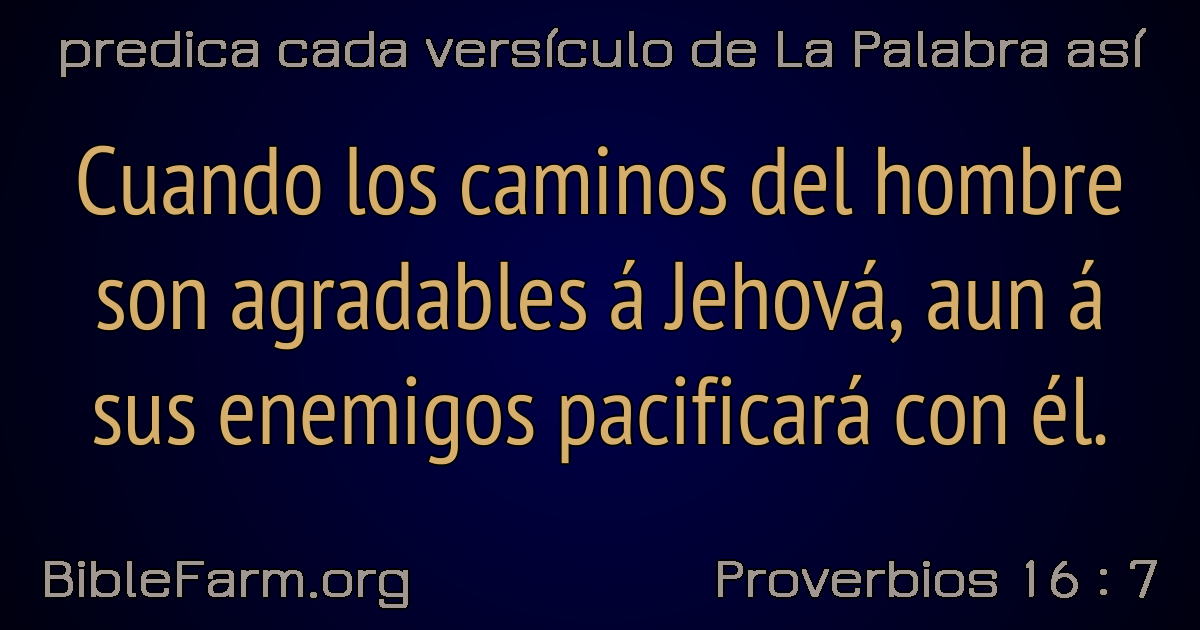 predica cada versículo de La Palabra así
Cuando los caminos del hombre
son agradables á Jehová, aun á
sus enemigos pacificará con él.
BibleFarm.org
Proverbios 16 : 7